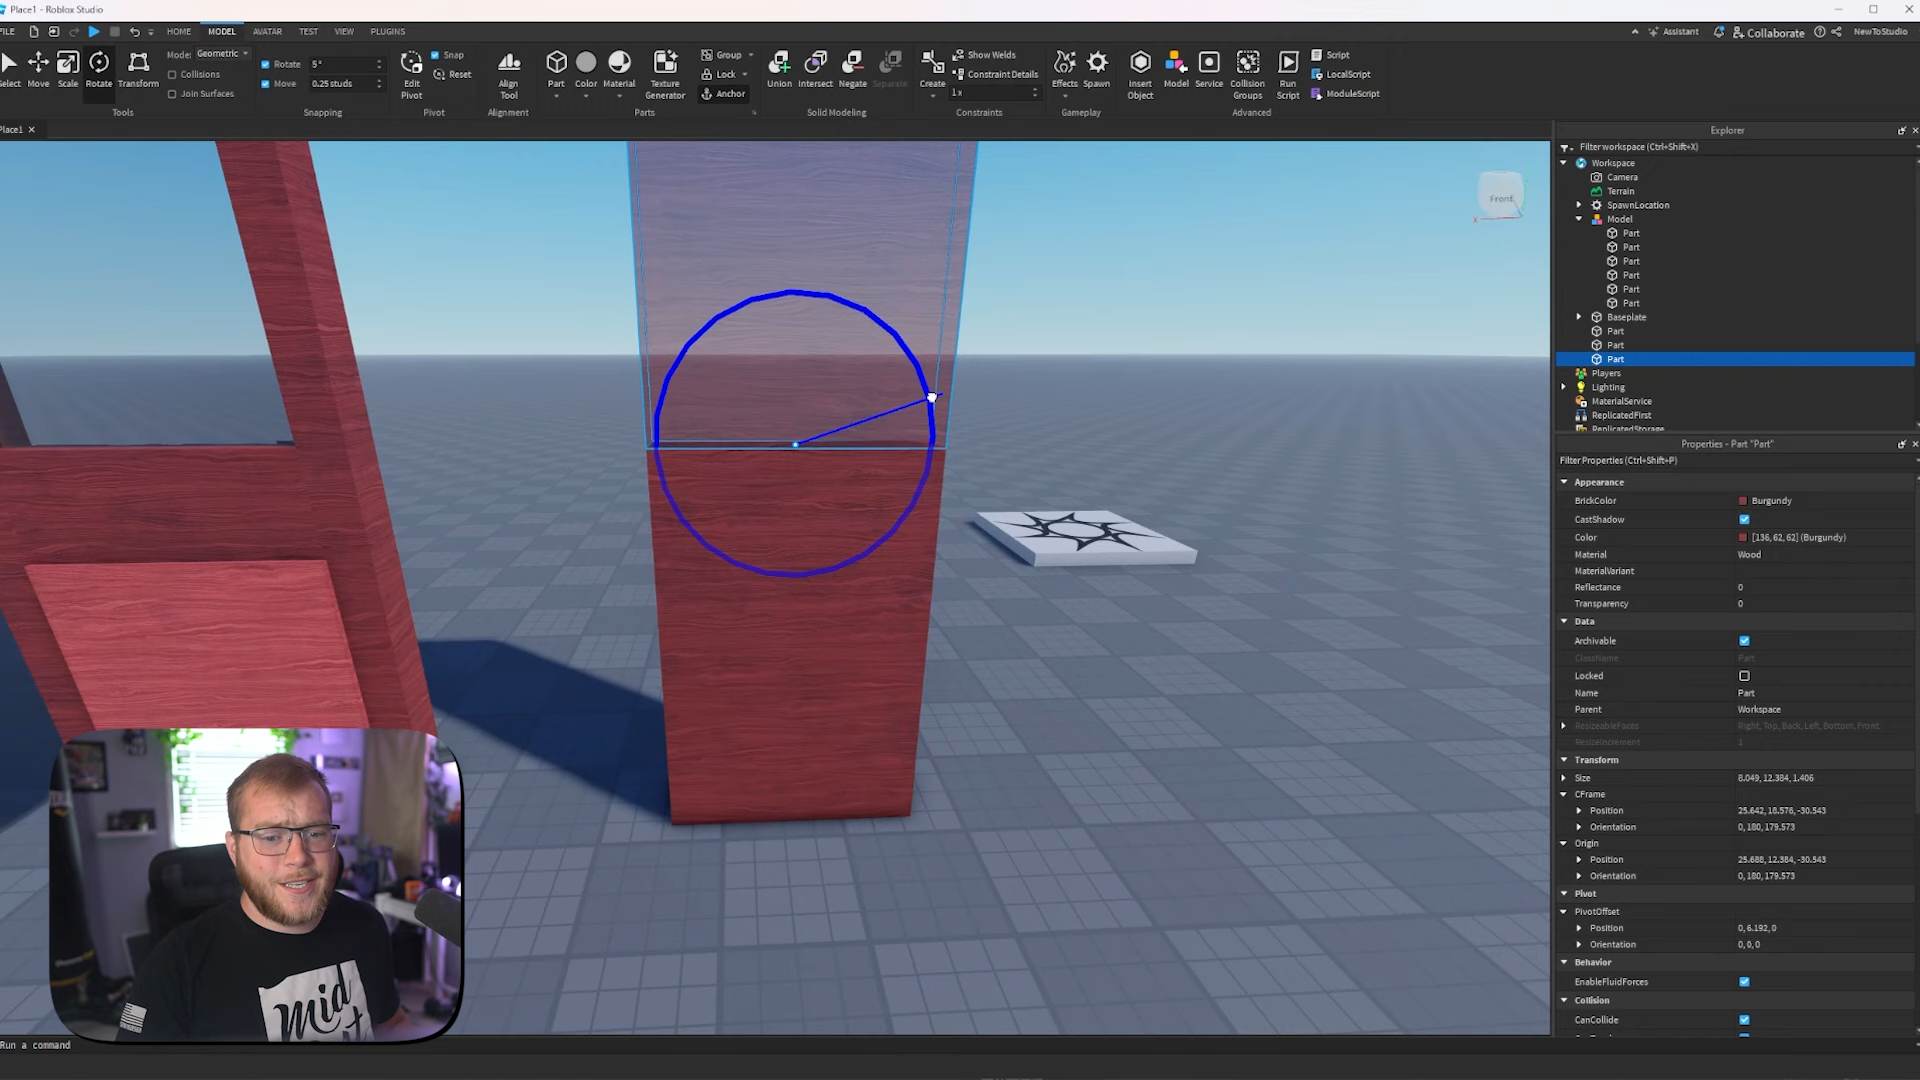 Place1 - Roblox Studio
FILE HOME MODEL AVATAR TEST VIEW PLUGINS Assistant Collaborate NewToStudio
Select Move Scale Rotate Transform
Mode: Geometric
Collisions
Join Surfaces
Tools
Rotate 5°
Move 0.25 studs
Snapping
Edit Pivot
Snap
Reset
Pivot
Align Tool
Alignment
Part Color Material Texture Generator
Group
Lock
Anchor
Parts
Union Intersect Negate Separate
Solid Modeling
Create
Show Welds
Constraint Details
1x
Constraints
Effects Spawn
Gameplay
Insert Object Model Service Collision Groups Run Script
Script
LocalScript
ModuleScript
Advanced
Place1
Front
X
Explorer
Filter workspace (Ctrl+Shift+X)
Workspace
Camera
Terrain
SpawnLocation
Model
Part
Part
Part
Part
Part
Part
Baseplate
Part
Part
Part
Players
Lighting
MaterialService
ReplicatedFirst
ReplicatedStorage
Properties - Part "Part"
Filter Properties (Ctrl+Shift+P)
Appearance
BrickColor Burgundy
CastShadow
Color [136, 62, 62] (Burgundy)
Material Wood
MaterialVariant
Reflectance 0
Transparency 0
Data
Archivable
ClassName Part
Locked
Name Part
Parent Workspace
ResizeableFaces Right, Top, Back, Left, Bottom, Front
ResizeIncrement 1
Transform
Size 8.049, 12.384, 1.406
CFrame
Position 25.642, 18.576, -30.543
Orientation 0, 180, 179.573
Origin
Position 25.688, 12.384, -30.543
Orientation 0, 180, 179.573
Pivot
PivotOffset
Position 0, 6.192, 0
Orientation 0, 0, 0
Behavior
EnableFluidForces
Collision
CanCollide
Run a command